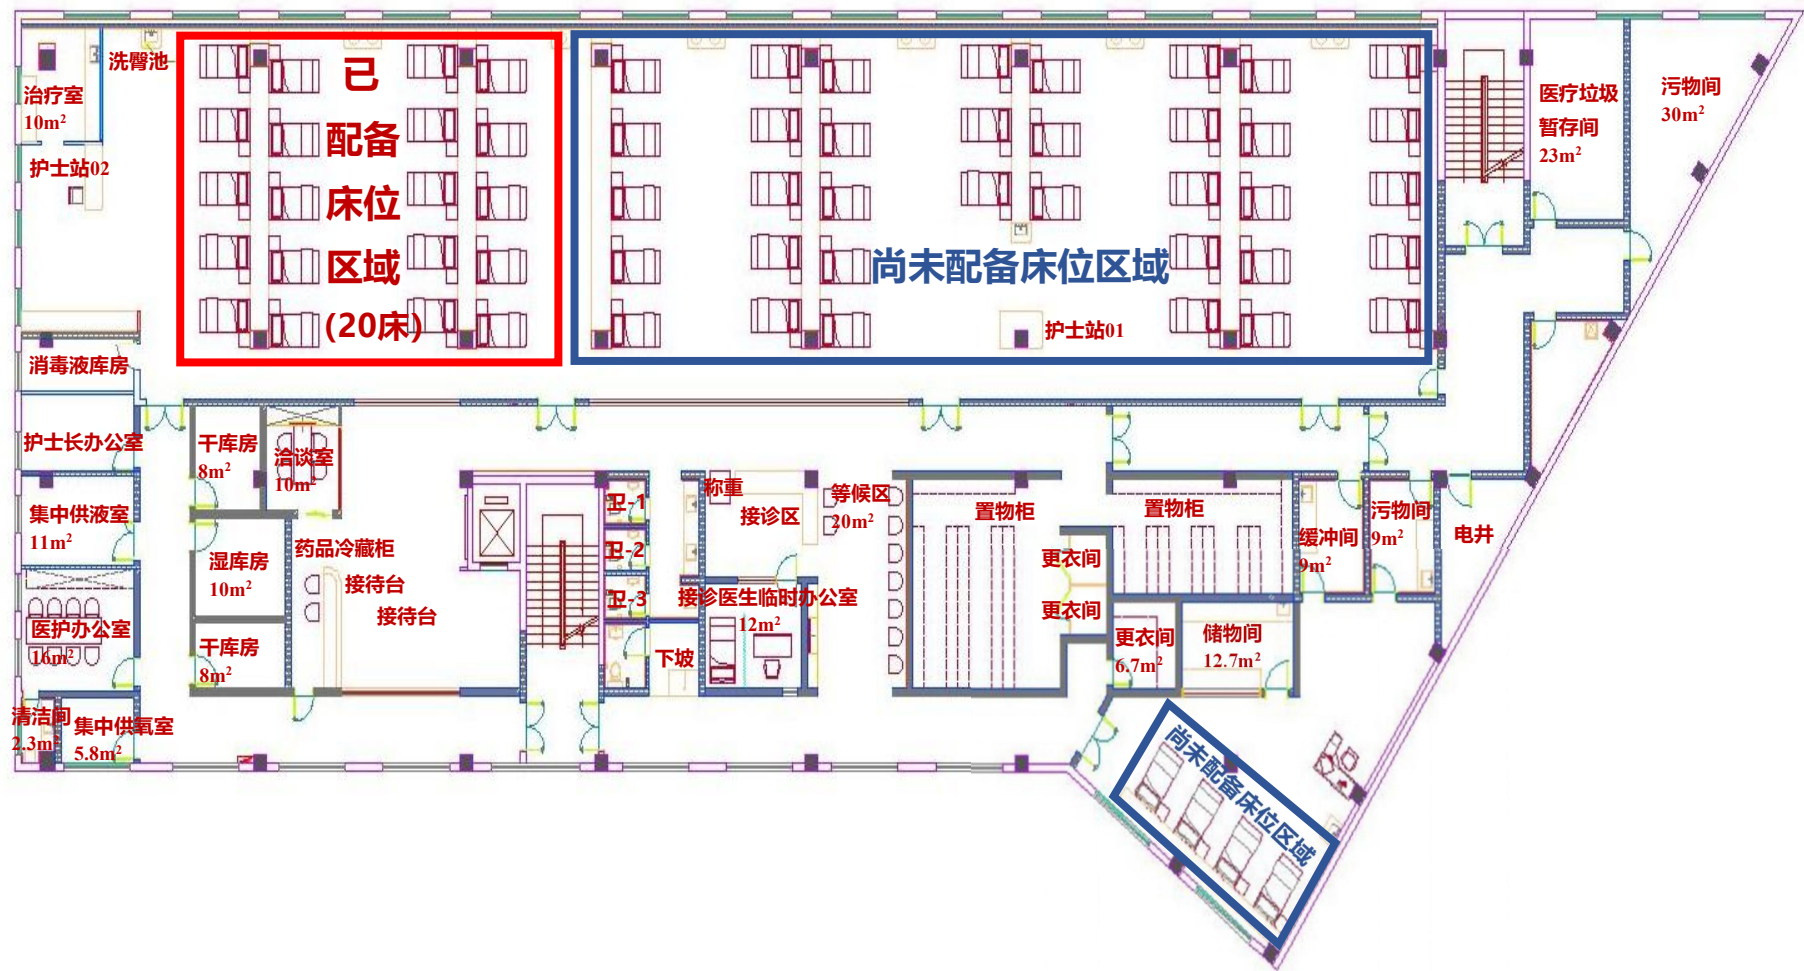 洗臀池
治疗室
10m²
护士站02
已
配备
床位
区域
(20床)
尚未配备床位区域
护士站01
医疗垃圾
暂存间
23m²
污物间
30m²
消毒液库房
护士长办公室
集中供液室
11m²
医护办公室
16m²
清洁间
2.3m²
集中供氧室
5.8m²
干库房
8m²
洽谈室
10m²
湿库房
10m²
干库房
8m²
药品冷藏柜
接待台
接待台
卫-1
卫-2
卫-3
下坡
称重
接诊区
等候区
20m²
接诊医生临时办公室
12m²
置物柜
更衣间
更衣间
置物柜
更衣间
6.7m²
储物间
12.7m²
缓冲间
9m²
污物间
9m²
电井
尚未配备床位区域